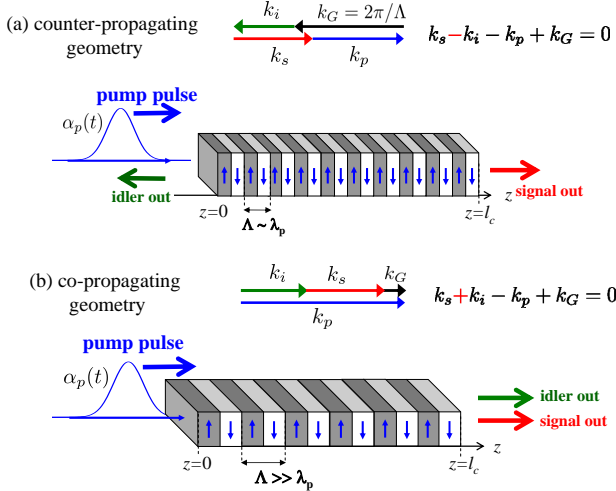 (a) counter-propagating
geometry
k_i k_G = 2π/Λ
k_s k_p
k_s − k_i − k_p + k_G = 0
pump pulse
α_p(t)
idler out
signal out
z=0
z=l_c
z
Λ ~ λ_p
(b) co-propagating
geometry
k_i k_s k_G
k_p
k_s + k_i − k_p + k_G = 0
pump pulse
α_p(t)
idler out
signal out
z=0
z=l_c
z
Λ >> λ_p